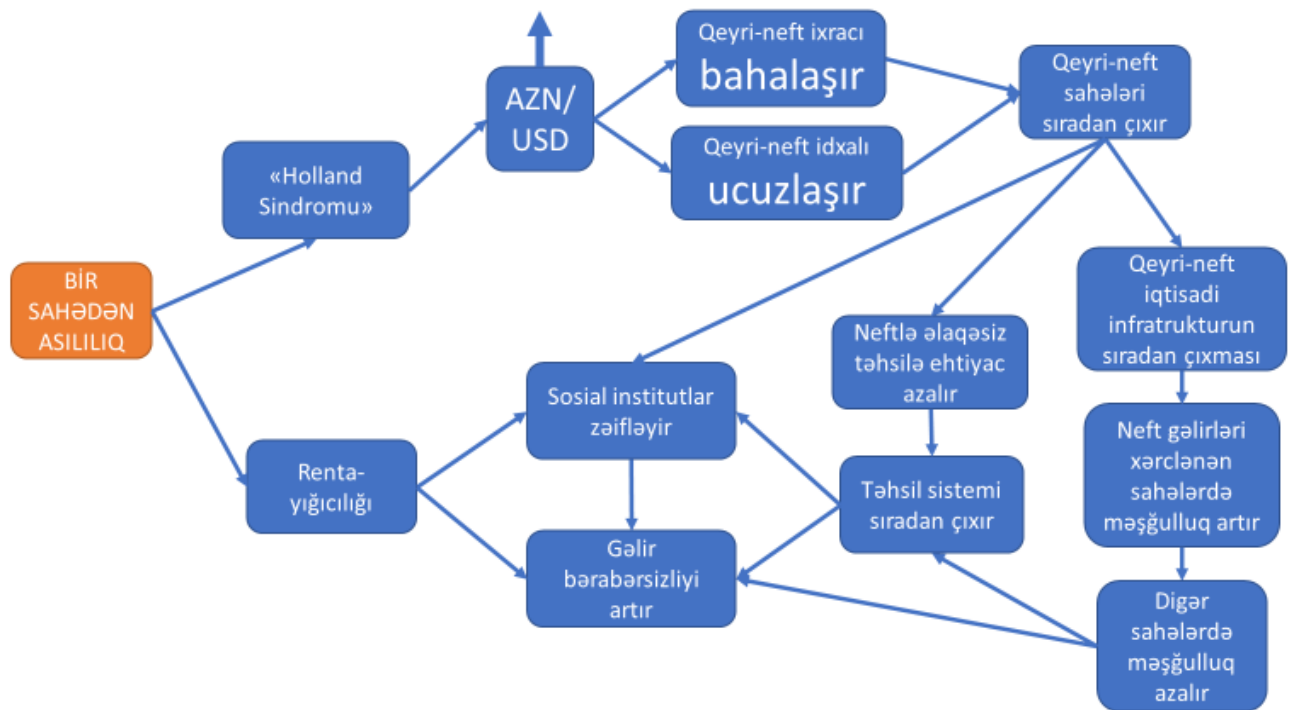 Qeyri-neft ixracı
bahalaşır
AZN/
USD
Qeyri-neft idxalı
ucuzlaşır
Qeyri-neft
sahələri
sıradan çıxır
«Holland
Sindromu»
BİR
SAHƏDƏN
ASILILIQ
Renta-
yığıcılığı
Sosial institutlar
zəifləyir
Gəlir
bərabərsizliyi
artır
Neftlə əlaqəsiz
təhsilə ehtiyac
azalır
Təhsil sistemi
sıradan çıxır
Qeyri-neft
iqtisadi
infratrukturun
sıradan çıxması
Neft gəlirləri
xərclənən
sahələrdə
məşğulluq artır
Digər
sahələrdə
məşğulluq
azalır